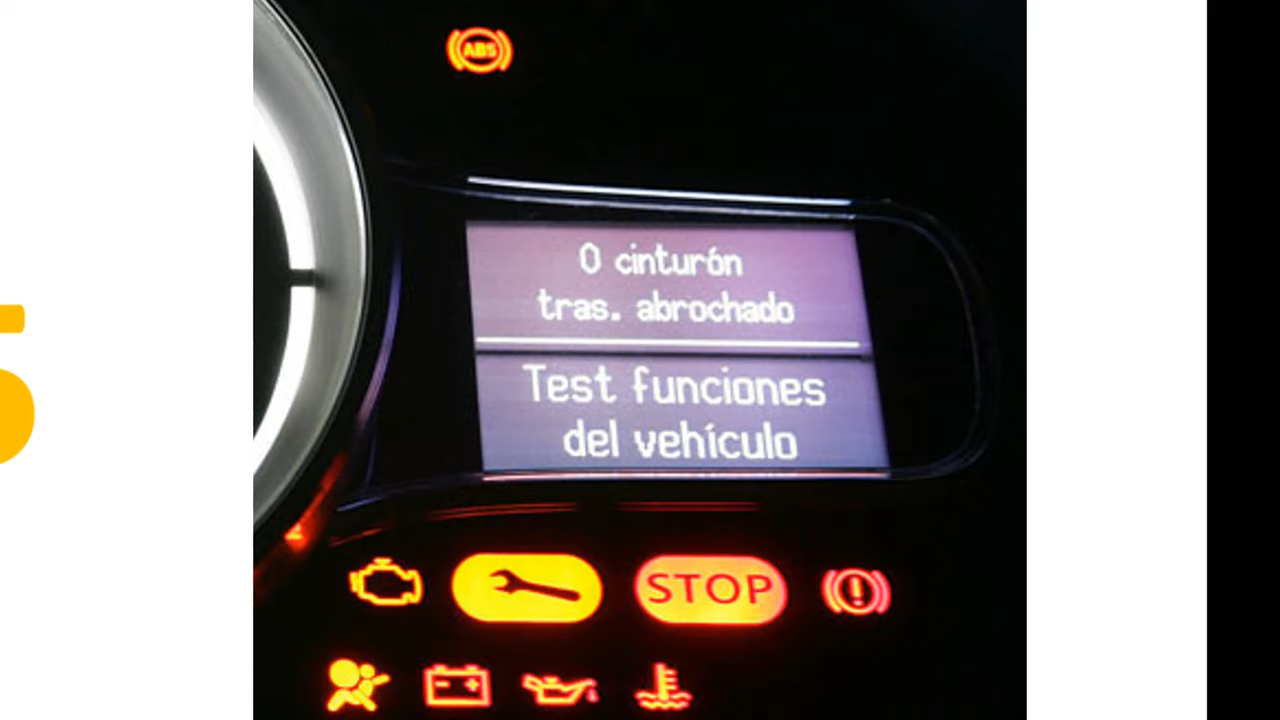 ABS
0 cinturón
tras. abrochado
Test funciones
del vehículo
STOP